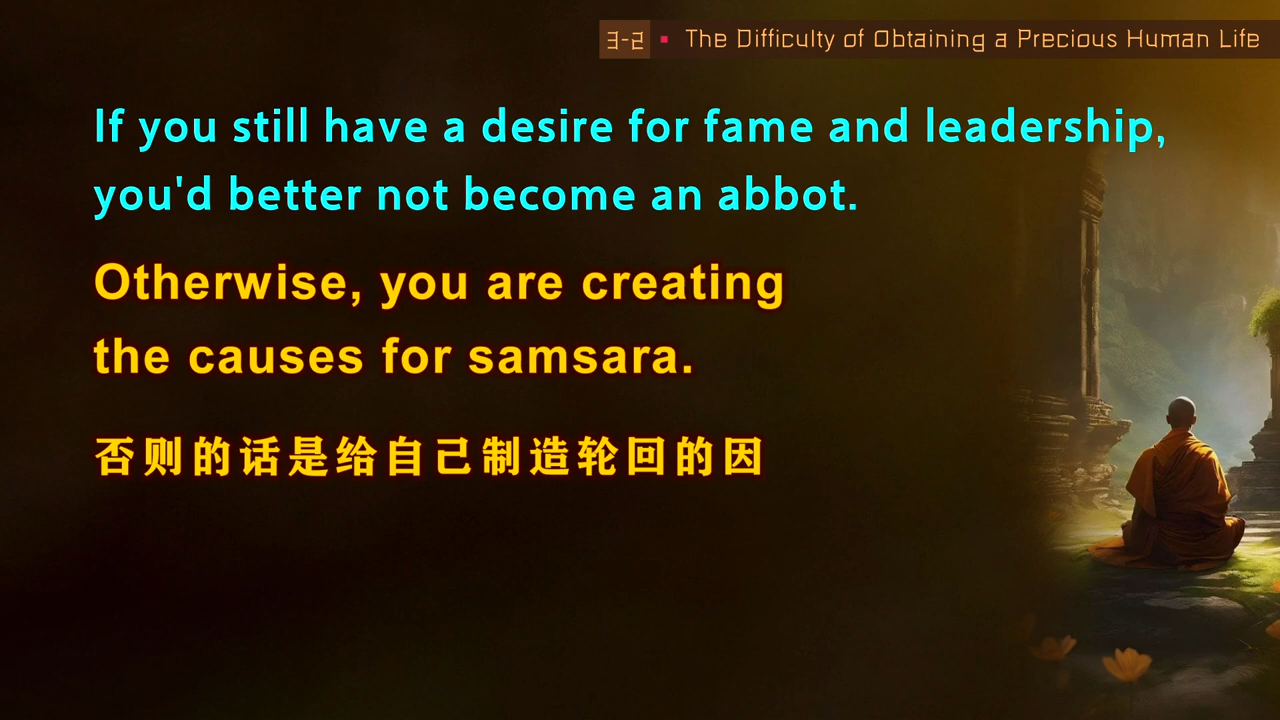 3-2 ▪ The Difficulty of Obtaining a Precious Human Life
If you still have a desire for fame and leadership,
you'd better not become an abbot.
Otherwise, you are creating
the causes for samsara.
否则的话是给自己制造轮回的因